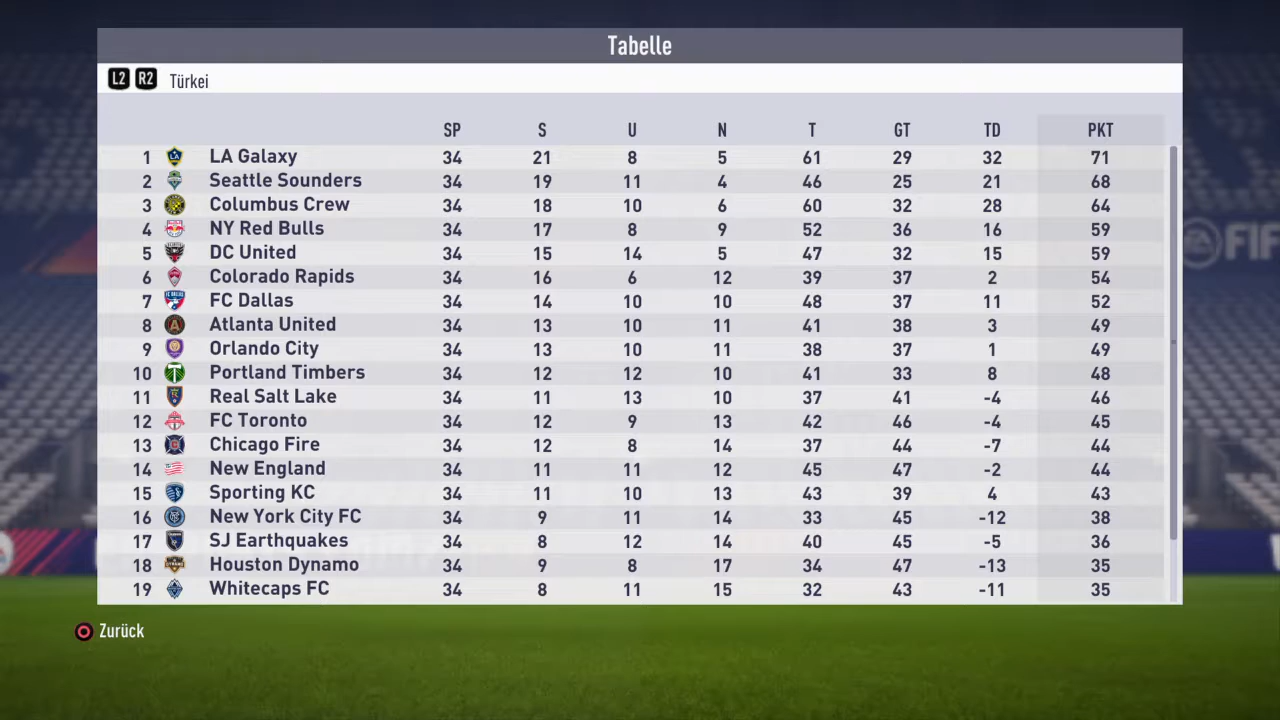 Tabelle
L2 R2 Türkei
SP S U N T GT TD PKT
1 LA Galaxy 34 21 8 5 61 29 32 71
2 Seattle Sounders 34 19 11 4 46 25 21 68
3 Columbus Crew 34 18 10 6 60 32 28 64
4 NY Red Bulls 34 17 8 9 52 36 16 59
5 DC United 34 15 14 5 47 32 15 59
6 Colorado Rapids 34 16 6 12 39 37 2 54
7 FC Dallas 34 14 10 10 48 37 11 52
8 Atlanta United 34 13 10 11 41 38 3 49
9 Orlando City 34 13 10 11 38 37 1 49
10 Portland Timbers 34 12 12 10 41 33 8 48
11 Real Salt Lake 34 11 13 10 37 41 -4 46
12 FC Toronto 34 12 9 13 42 46 -4 45
13 Chicago Fire 34 12 8 14 37 44 -7 44
14 New England 34 11 11 12 45 47 -2 44
15 Sporting KC 34 11 10 13 43 39 4 43
16 New York City FC 34 9 11 14 33 45 -12 38
17 SJ Earthquakes 34 8 12 14 40 45 -5 36
18 Houston Dynamo 34 9 8 17 34 47 -13 35
19 Whitecaps FC 34 8 11 15 32 43 -11 35
Zurück